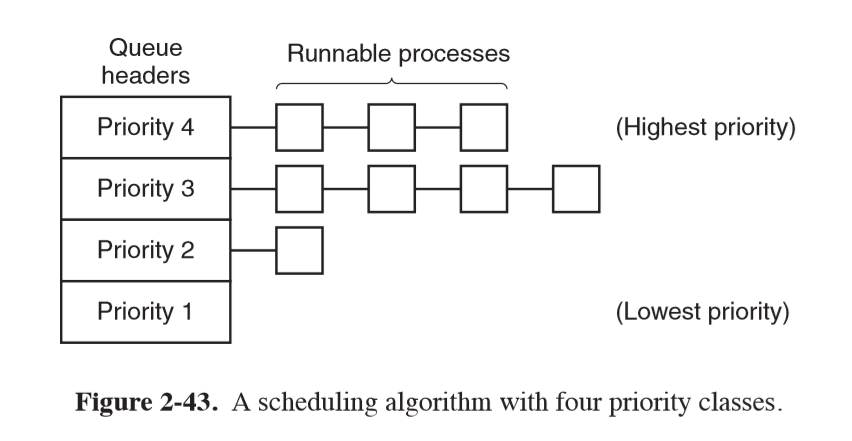 Queue
headers
Runnable processes
Priority 4
(Highest priority)
Priority 3
Priority 2
Priority 1
(Lowest priority)
Figure 2-43. A scheduling algorithm with four priority classes.